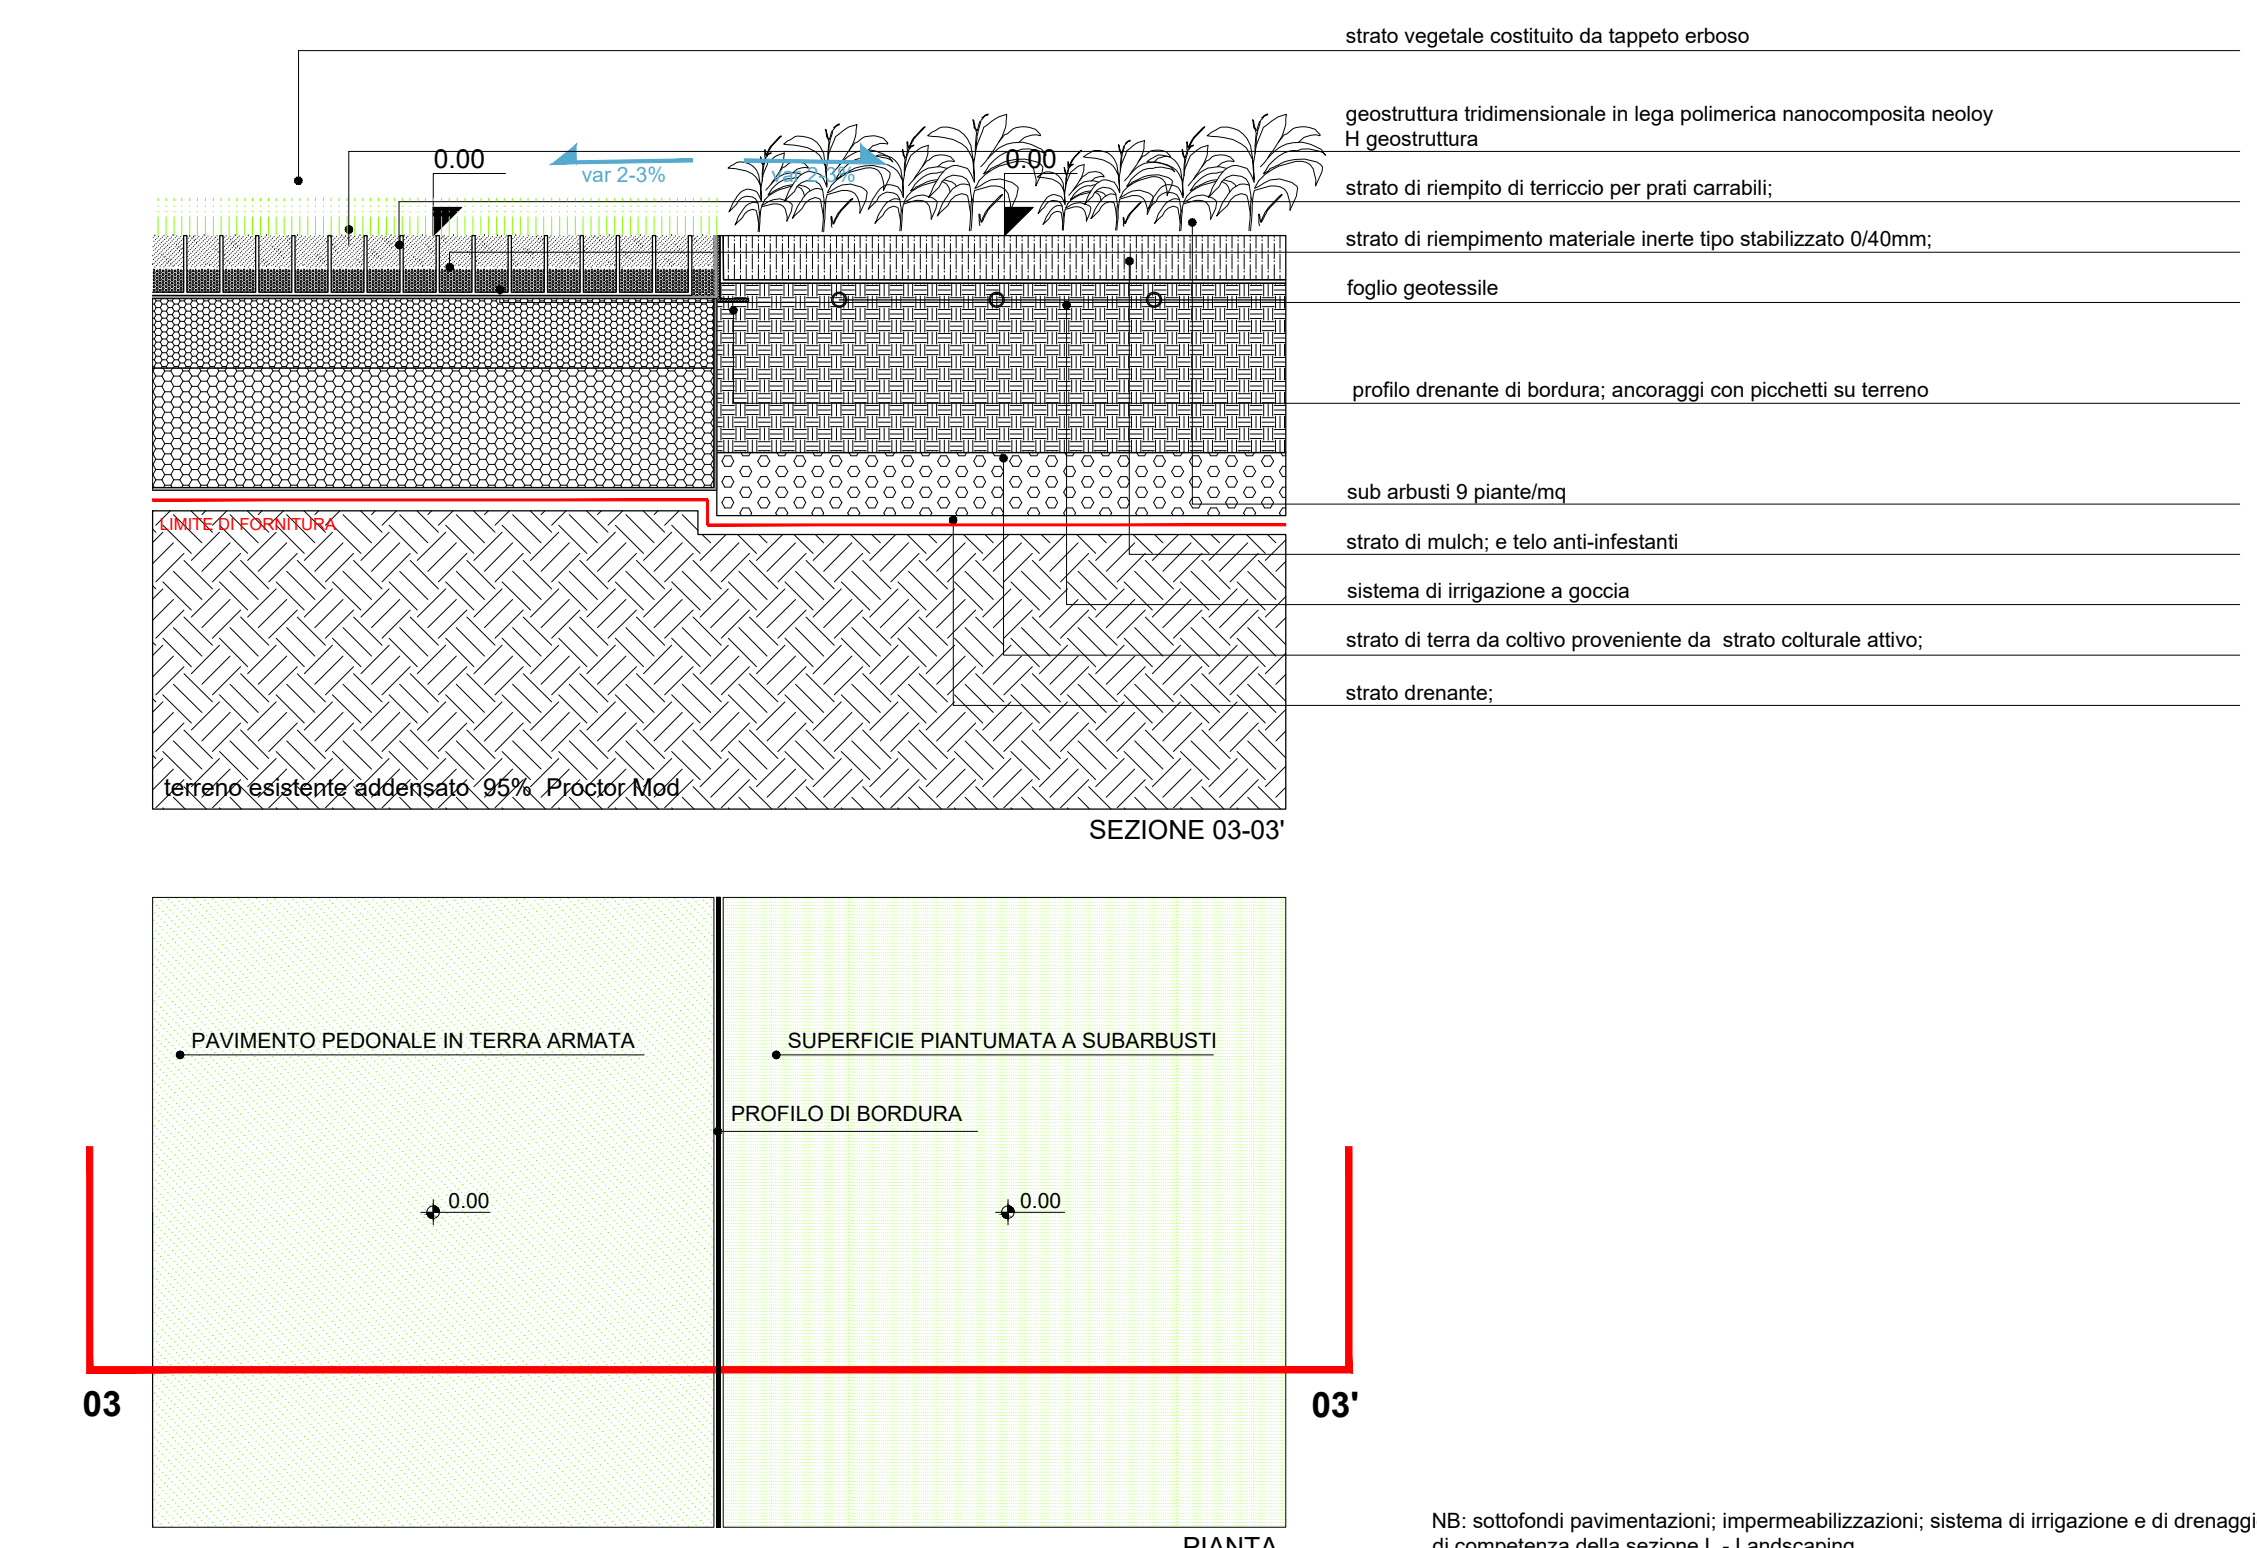 strato vegetale costituito da tappeto erboso
geostruttura tridimensionale in lega polimerica nanocomposita neoloy
H geostruttura
0.00
var 2-3%
var 2-3%
0.00
strato di riempito di terriccio per prati carrabili;
strato di riempimento materiale inerte tipo stabilizzato 0/40mm;
foglio geotessile
profilo drenante di bordura; ancoraggi con picchetti su terreno
sub arbusti 9 piante/mq
LIMITE DI FORNITURA
strato di mulch; e telo anti-infestanti
sistema di irrigazione a goccia
strato di terra da coltivo proveniente da  strato colturale attivo;
strato drenante;
terreno esistente addensato  95%  Proctor Mod
SEZIONE 03-03'
PAVIMENTO PEDONALE IN TERRA ARMATA
SUPERFICIE PIANTUMATA A SUBARBUSTI
PROFILO DI BORDURA
0.00
0.00
03
03'
PIANTA
NB: sottofondi pavimentazioni; impermeabilizzazioni; sistema di irrigazione e di drenaggi
di competenza della sezione L - Landscaping